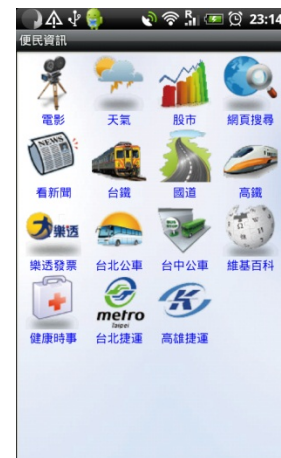 R 23:14
便民資訊
電影 天氣 股市 網頁搜尋
NEWS
看新聞 台鐵 國道 高鐵
大樂透
樂透發票 台北公車 台中公車 維基百科
metro
Taipei
健康時事 台北捷運 高雄捷運